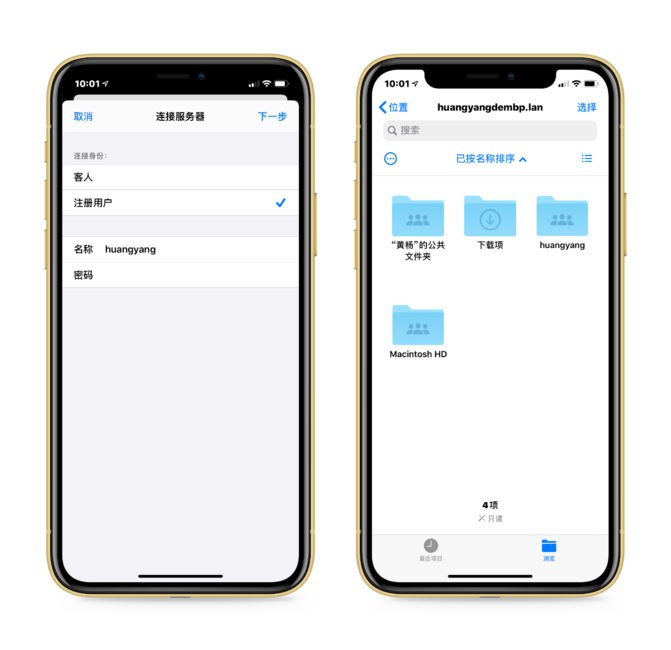 10:01
取消
连接服务器
下一步
连接身份：
客人
注册用户
名称 huangyang
密码
10:01
位置
huangyangdembp.lan
选择
搜索
已按名称排序
“黄杨”的公共
文件夹
下载项
huangyang
Macintosh HD
4项
只读
最近项目
浏览